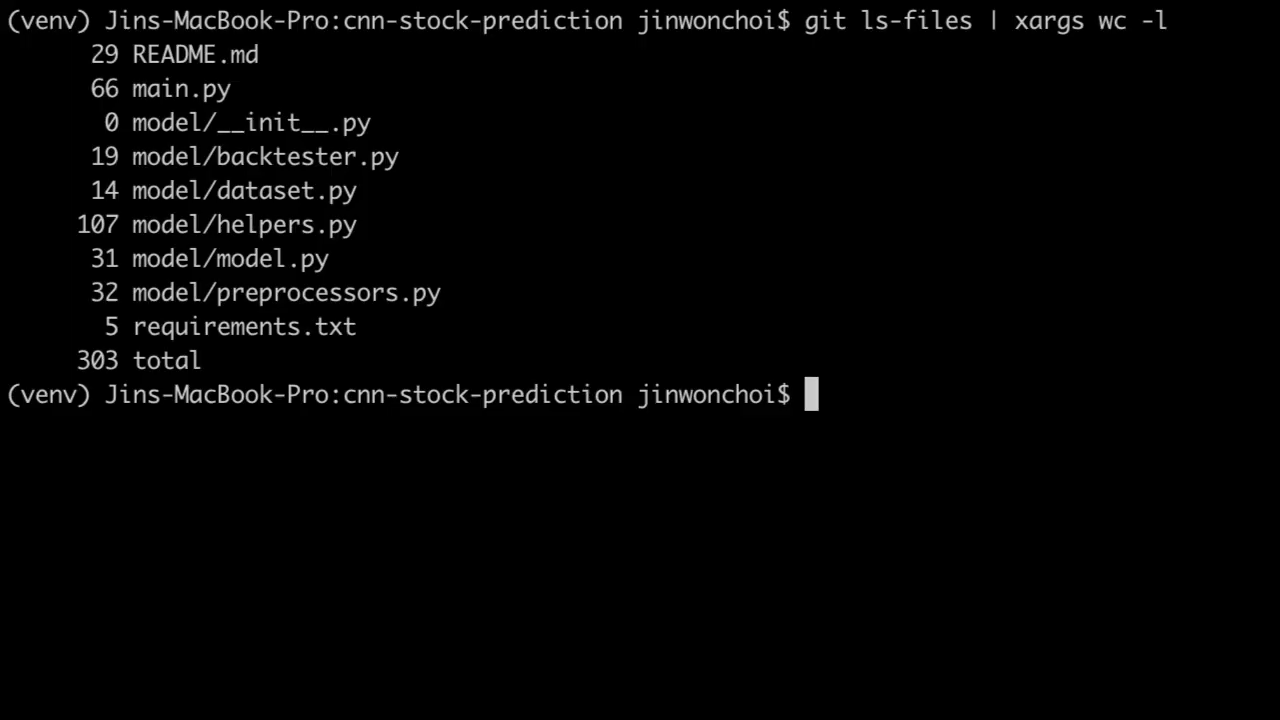 (venv) Jins-MacBook-Pro:cnn-stock-prediction jinwonchoi$ git ls-files | xargs wc -l
29 README.md
66 main.py
0 model/__init__.py
19 model/backtester.py
14 model/dataset.py
107 model/helpers.py
31 model/model.py
32 model/preprocessors.py
5 requirements.txt
303 total
(venv) Jins-MacBook-Pro:cnn-stock-prediction jinwonchoi$